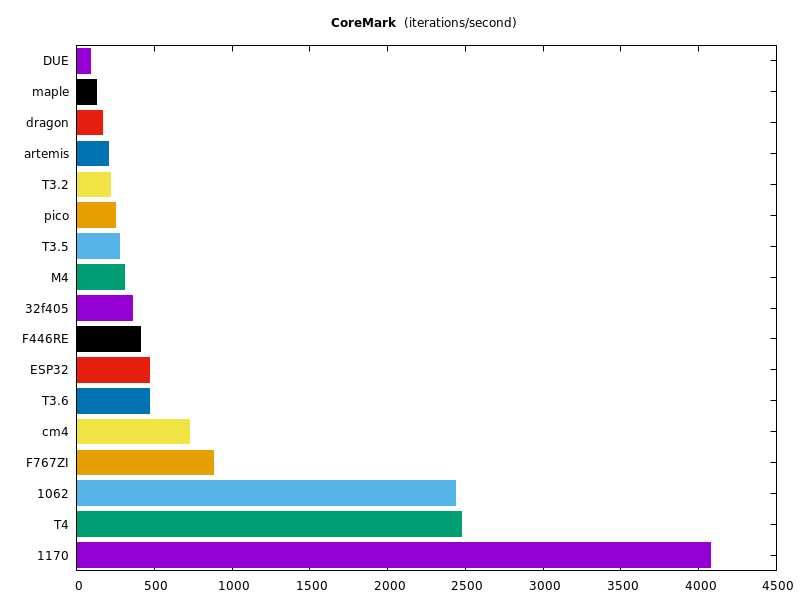 CoreMark (iterations/second)
DUE
maple
dragon
artemis
T3.2
pico
T3.5
M4
32f405
F446RE
ESP32
T3.6
cm4
F767ZI
1062
T4
1170
0 500 1000 1500 2000 2500 3000 3500 4000 4500